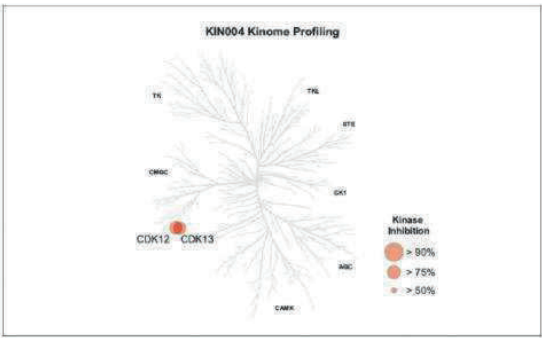 KIN004 Kinome Profiling
TK
TKL
STE
CMGC
CK1
CDK12 CDK13
AGC
CAMK
Kinase
Inhibition
> 90%
> 75%
> 50%